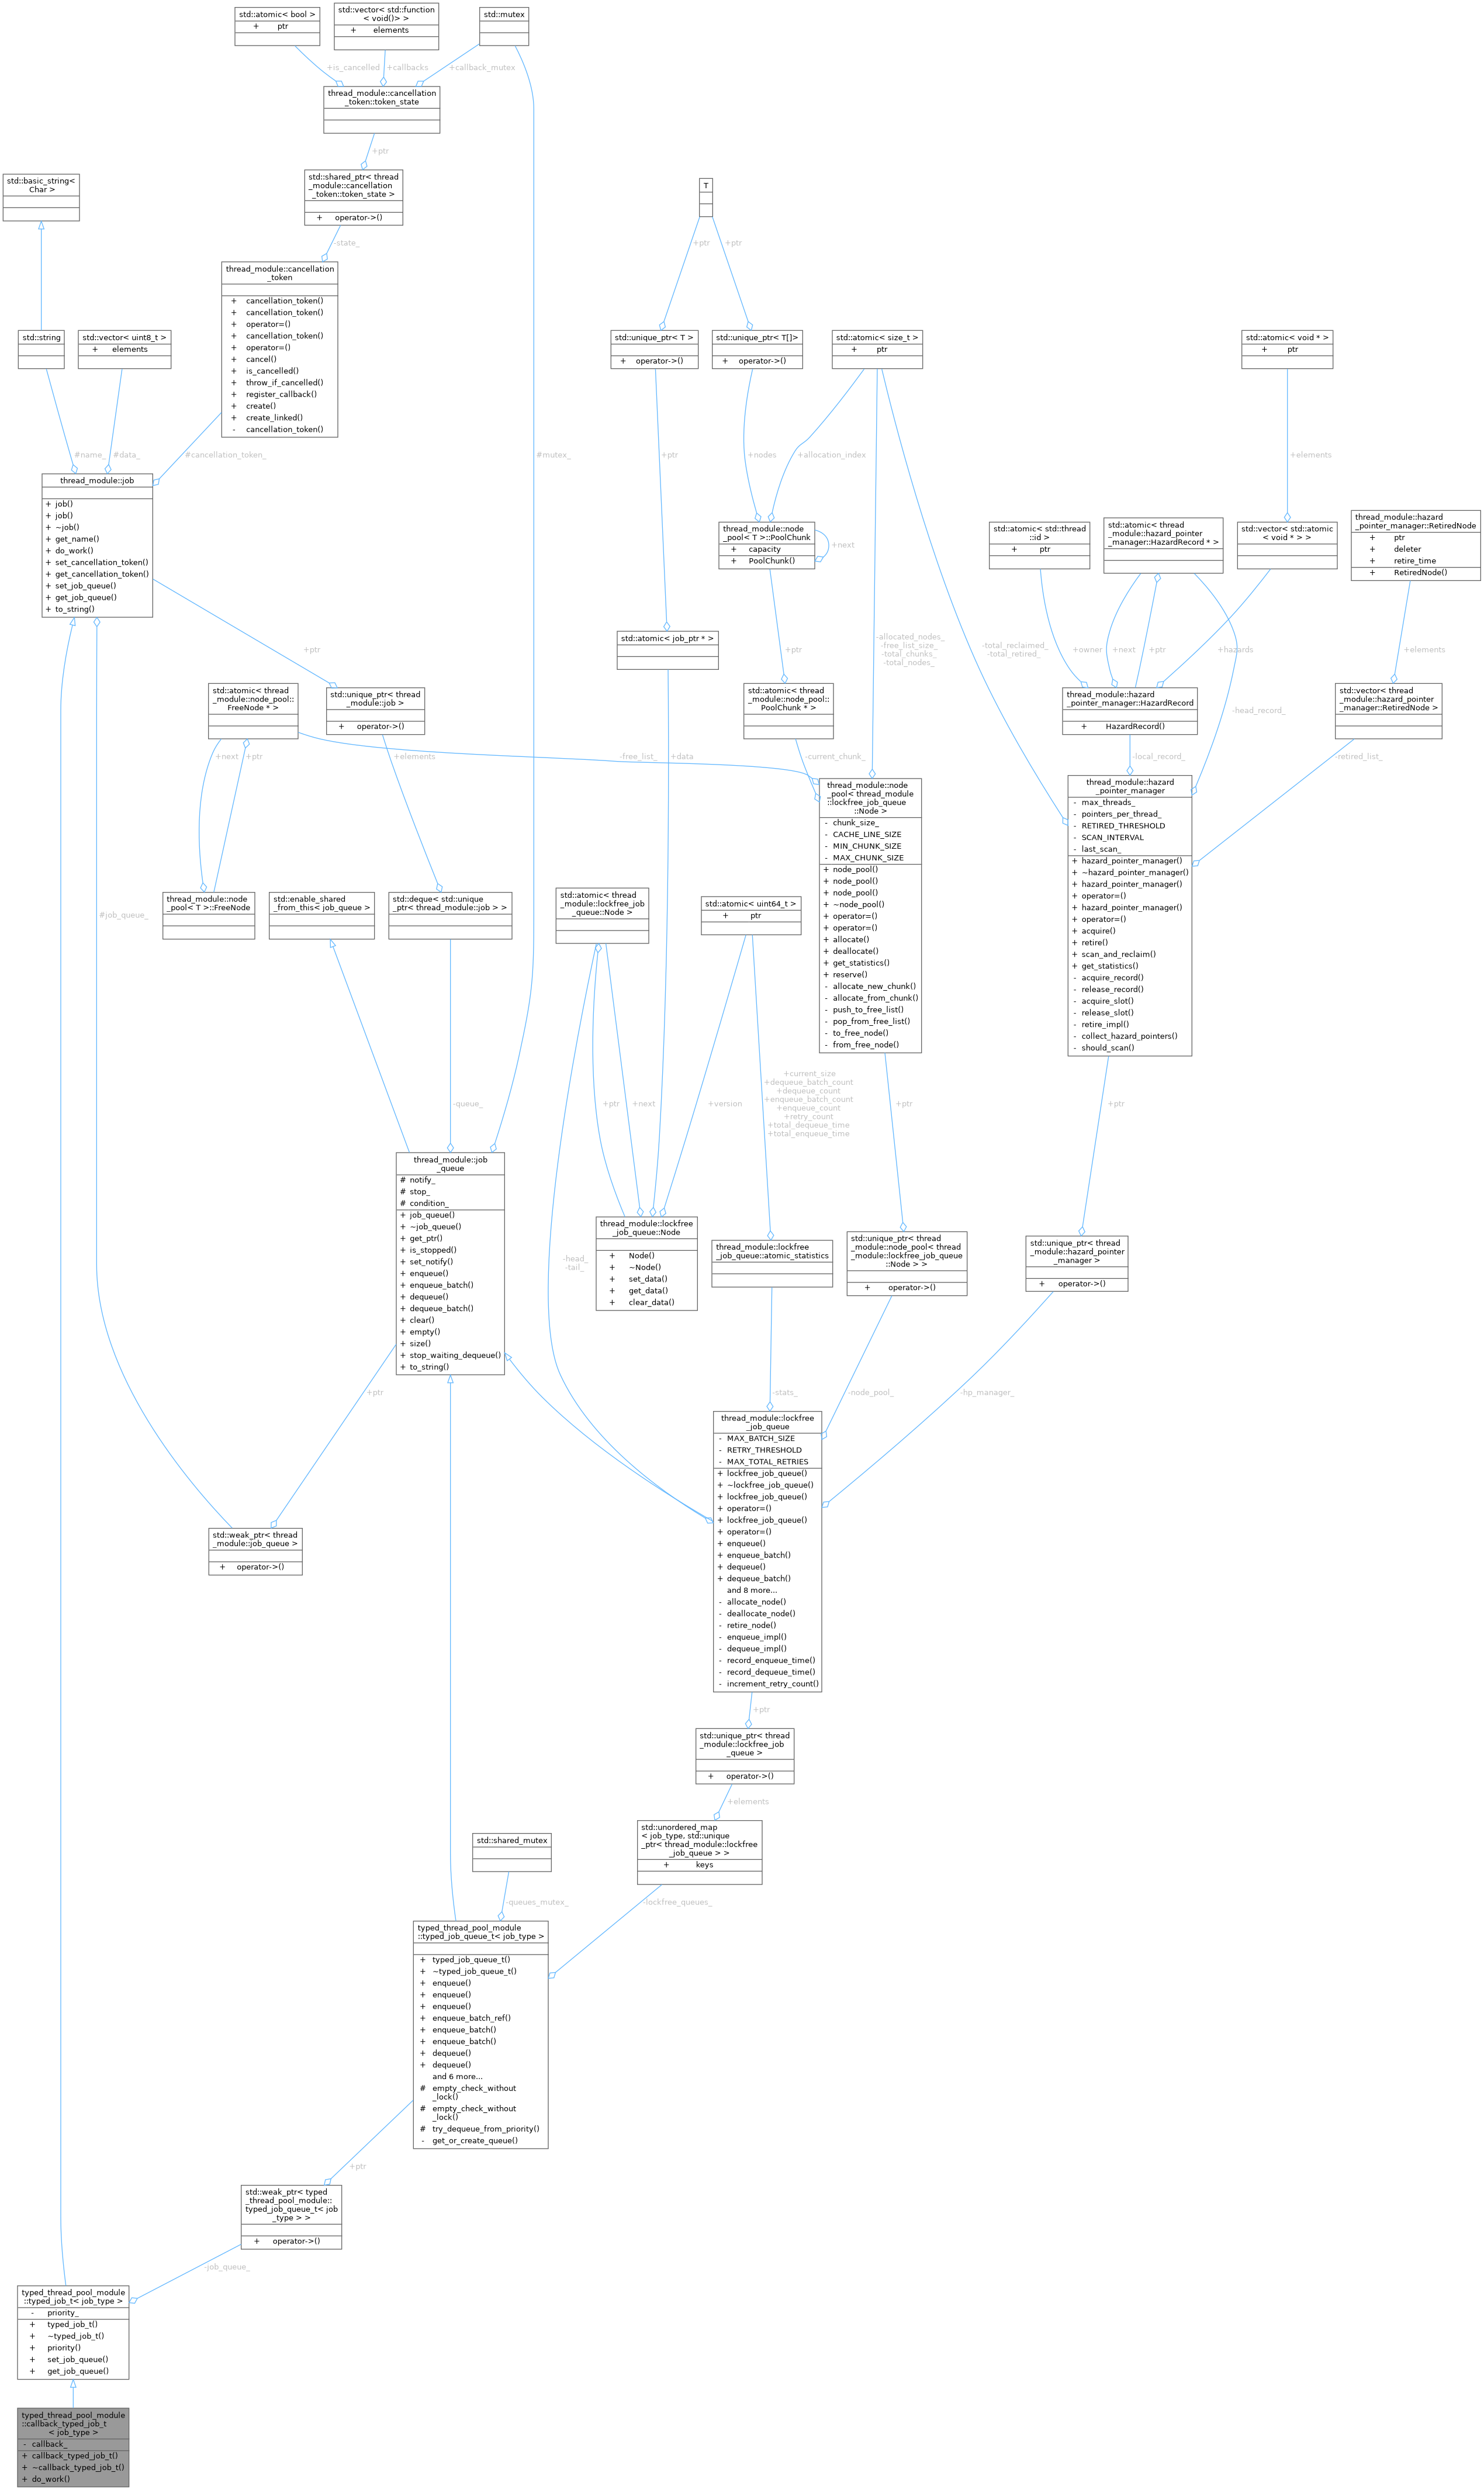 std::atomic< bool >
+ ptr
std::vector< std::function
< void()> >
+ elements
std::mutex
+is_cancelled
+callbacks
+callback_mutex
thread_module::cancellation
_token::token_state
+ptr
std::shared_ptr< thread
_module::cancellation
_token::token_state >
+ operator->()
std::basic_string<
Char >
T
-state_
+ptr
+ptr
thread_module::cancellation
_token
+ cancellation_token()
+ cancellation_token()
+ operator=()
+ cancellation_token()
+ operator=()
+ cancel()
+ is_cancelled()
+ throw_if_cancelled()
+ register_callback()
+ create()
+ create_linked()
- cancellation_token()
std::string
std::vector< uint8_t >
+ elements
std::unique_ptr< T >
+ operator->()
std::unique_ptr< T[]>
+ operator->()
std::atomic< size_t >
+ ptr
std::atomic< void * >
+ ptr
#name_
#data_
#cancellation_token_
#mutex_
+ptr
+nodes
+allocation_index
+elements
thread_module::job
+ job()
+ job()
+ ~job()
+ get_name()
+ do_work()
+ set_cancellation_token()
+ get_cancellation_token()
+ set_job_queue()
+ get_job_queue()
+ to_string()
thread_module::node
_pool< T >::PoolChunk
+ capacity
+ PoolChunk()
+next
std::atomic< std::thread
::id >
+ ptr
std::atomic< thread
_module::hazard_pointer
_manager::HazardRecord * >
std::vector< std::atomic
< void * > >
thread_module::hazard
_pointer_manager::RetiredNode
+ ptr
+ deleter
+ retire_time
+ RetiredNode()
+ptr
std::atomic< job_ptr * >
+ptr
-allocated_nodes_
-free_list_size_
-total_chunks_
-total_nodes_
-total_reclaimed_
-total_retired_
+owner
+next
+ptr
+hazards
+elements
std::atomic< thread
_module::node_pool::
FreeNode * >
std::unique_ptr< thread
_module::job >
+ operator->()
std::atomic< thread
_module::node_pool::
PoolChunk * >
thread_module::hazard
_pointer_manager::HazardRecord
+ HazardRecord()
-head_record_
std::vector< thread
_module::hazard_pointer
_manager::RetiredNode >
+next
+ptr
+elements
-free_list_
+data
-current_chunk_
-local_record_
-retired_list_
thread_module::node
_pool< thread_module
::lockfree_job_queue
::Node >
- chunk_size_
- CACHE_LINE_SIZE
- MIN_CHUNK_SIZE
- MAX_CHUNK_SIZE
+ node_pool()
+ node_pool()
+ node_pool()
+ ~node_pool()
+ operator=()
+ operator=()
+ allocate()
+ deallocate()
+ get_statistics()
+ reserve()
- allocate_new_chunk()
- allocate_from_chunk()
- push_to_free_list()
- pop_from_free_list()
- to_free_node()
- from_free_node()
thread_module::hazard
_pointer_manager
- max_threads_
- pointers_per_thread_
- RETIRED_THRESHOLD
- SCAN_INTERVAL
- last_scan_
+ hazard_pointer_manager()
+ ~hazard_pointer_manager()
+ hazard_pointer_manager()
+ operator=()
+ hazard_pointer_manager()
+ operator=()
+ acquire()
+ retire()
+ scan_and_reclaim()
+ get_statistics()
- acquire_record()
- release_record()
- acquire_slot()
- release_slot()
- retire_impl()
- collect_hazard_pointers()
- should_scan()
#job_queue_
thread_module::node
_pool< T >::FreeNode
std::enable_shared
_from_this< job_queue >
std::deque< std::unique
_ptr< thread_module::job > >
std::atomic< thread
_module::lockfree_job
_queue::Node >
std::atomic< uint64_t >
+ ptr
-queue_
+ptr
+next
+version
+current_size
+dequeue_batch_count
+dequeue_count
+enqueue_batch_count
+enqueue_count
+retry_count
+total_dequeue_time
+total_enqueue_time
+ptr
+ptr
thread_module::job
_queue
# notify_
# stop_
# condition_
+ job_queue()
+ ~job_queue()
+ get_ptr()
+ is_stopped()
+ set_notify()
+ enqueue()
+ enqueue_batch()
+ dequeue()
+ dequeue_batch()
+ clear()
+ empty()
+ size()
+ stop_waiting_dequeue()
+ to_string()
-head_
-tail_
thread_module::lockfree
_job_queue::Node
+ Node()
+ ~Node()
+ set_data()
+ get_data()
+ clear_data()
thread_module::lockfree
_job_queue::atomic_statistics
std::unique_ptr< thread
_module::node_pool< thread
_module::lockfree_job_queue
::Node > >
+ operator->()
std::unique_ptr< thread
_module::hazard_pointer
_manager >
+ operator->()
+ptr
-stats_
-node_pool_
-hp_manager_
thread_module::lockfree
_job_queue
- MAX_BATCH_SIZE
- RETRY_THRESHOLD
- MAX_TOTAL_RETRIES
+ lockfree_job_queue()
+ ~lockfree_job_queue()
+ lockfree_job_queue()
+ operator=()
+ lockfree_job_queue()
+ operator=()
+ enqueue()
+ enqueue_batch()
+ dequeue()
+ dequeue_batch()
and 8 more...
- allocate_node()
- deallocate_node()
- retire_node()
- enqueue_impl()
- dequeue_impl()
- record_enqueue_time()
- record_dequeue_time()
- increment_retry_count()
std::weak_ptr< thread
_module::job_queue >
+ operator->()
+ptr
std::unique_ptr< thread
_module::lockfree_job
_queue >
+ operator->()
+elements
std::shared_mutex
std::unordered_map
< job_type, std::unique
_ptr< thread_module::lockfree
_job_queue > >
+ keys
-queues_mutex_
-lockfree_queues_
typed_thread_pool_module
::typed_job_queue_t< job_type >
+ typed_job_queue_t()
+ ~typed_job_queue_t()
+ enqueue()
+ enqueue()
+ enqueue()
+ enqueue_batch_ref()
+ enqueue_batch()
+ enqueue_batch()
+ dequeue()
+ dequeue()
and 6 more...
# empty_check_without
_lock()
# empty_check_without
_lock()
# try_dequeue_from_priority()
- get_or_create_queue()
+ptr
std::weak_ptr< typed
_thread_pool_module::
typed_job_queue_t< job
_type > >
+ operator->()
-job_queue_
typed_thread_pool_module
::typed_job_t< job_type >
- priority_
+ typed_job_t()
+ ~typed_job_t()
+ priority()
+ set_job_queue()
+ get_job_queue()
typed_thread_pool_module
::callback_typed_job_t
< job_type >
- callback_
+ callback_typed_job_t()
+ ~callback_typed_job_t()
+ do_work()